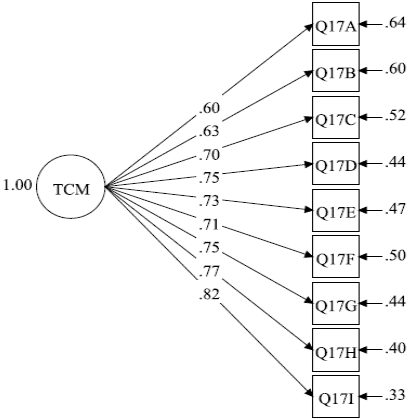 Q17A .64
Q17B .60
.60
Q17C .52
.63
.70
Q17D .44
.75
1.00 TCM
.73
Q17E .47
.71
.75
Q17F .50
.77
.82
Q17G .44
Q17H .40
Q17I .33